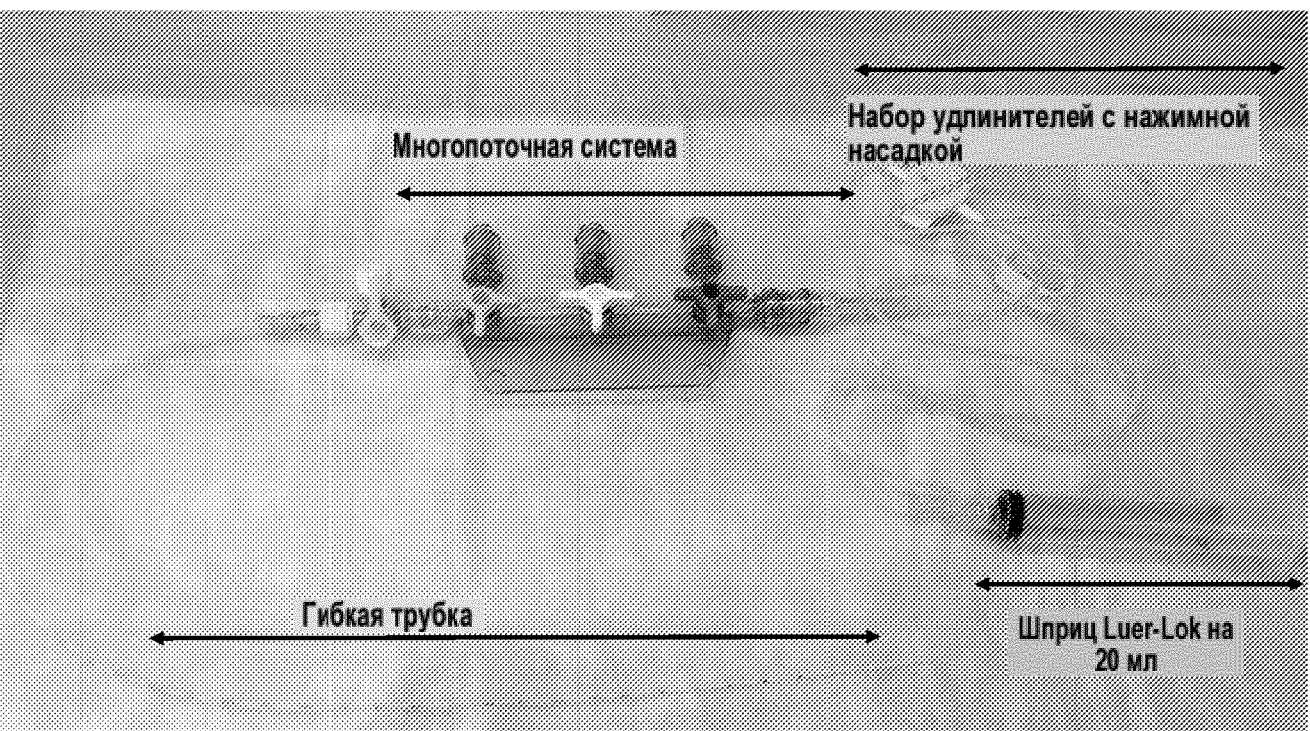 Набор удлинителей с нажимной
насадкой
Многопоточная система
Гибкая трубка
Шприц Luer-Lok на
20 мл